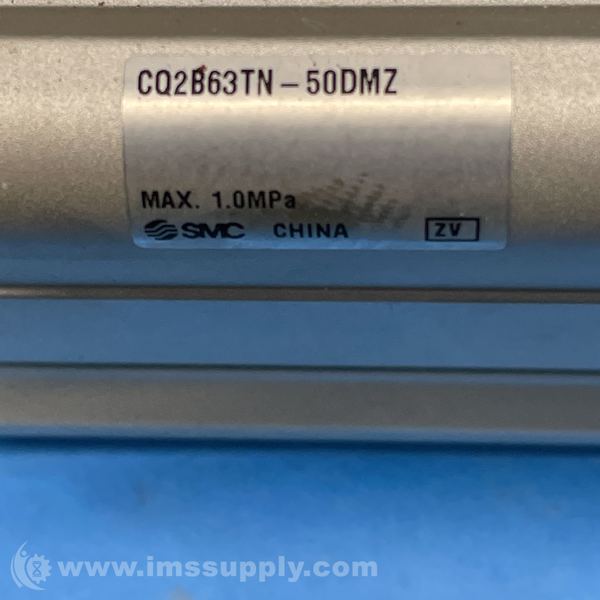 CQ2B63TN-50DMZ
MAX. 1.0MPa
SMC CHINA ZV
www.imssupply.com